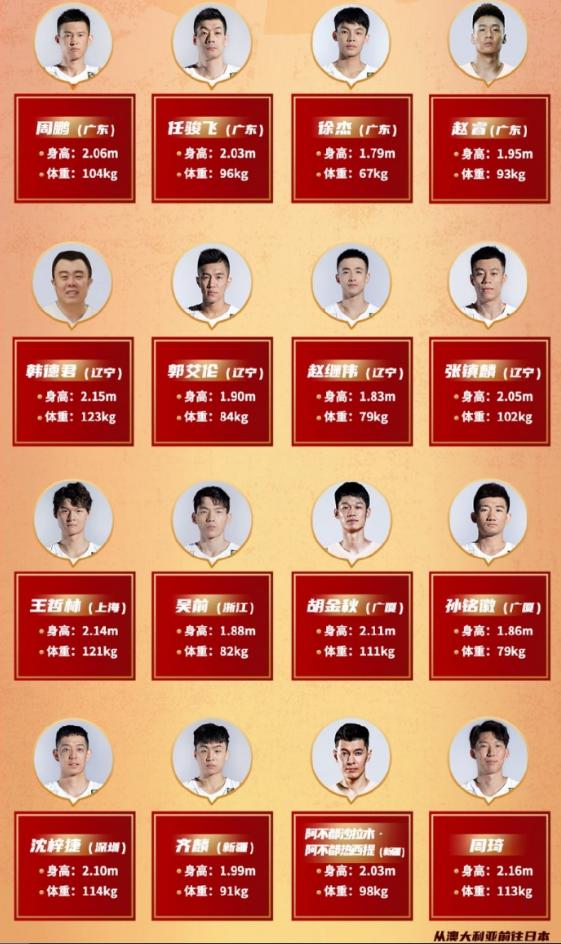 周鹏（广东）
身高：2.06m
体重：104kg
任骏飞（广东）
身高：2.03m
体重：96kg
徐杰（广东）
身高：1.79m
体重：67kg
赵睿（广东）
身高：1.95m
体重：93kg
韩德君（辽宁）
身高：2.15m
体重：123kg
郭艾伦（辽宁）
身高：1.90m
体重：84kg
赵继伟（辽宁）
身高：1.83m
体重：79kg
张镇麟（辽宁）
身高：2.05m
体重：102kg
王哲林（上海）
身高：2.14m
体重：121kg
吴前（浙江）
身高：1.88m
体重：82kg
胡金秋（广厦）
身高：2.11m
体重：111kg
孙铭徽（广厦）
身高：1.86m
体重：79kg
沈梓捷（深圳）
身高：2.10m
体重：114kg
齐麟（新疆）
身高：1.99m
体重：91kg
阿不都沙拉木·
阿不都热西提（新疆）
身高：2.03m
体重：98kg
周琦
身高：2.16m
体重：113kg
从澳大利亚前往日本